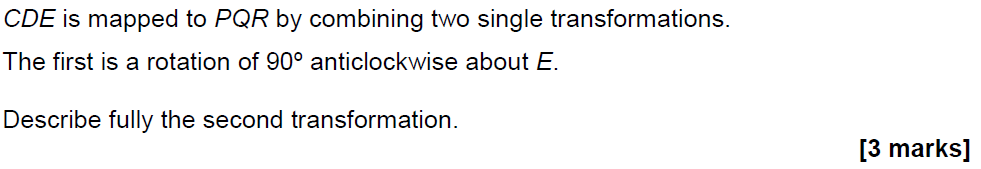 CDE is mapped to PQR by combining two single transformations.
The first is a rotation of 90º anticlockwise about E.
Describe fully the second transformation.
[3 marks]